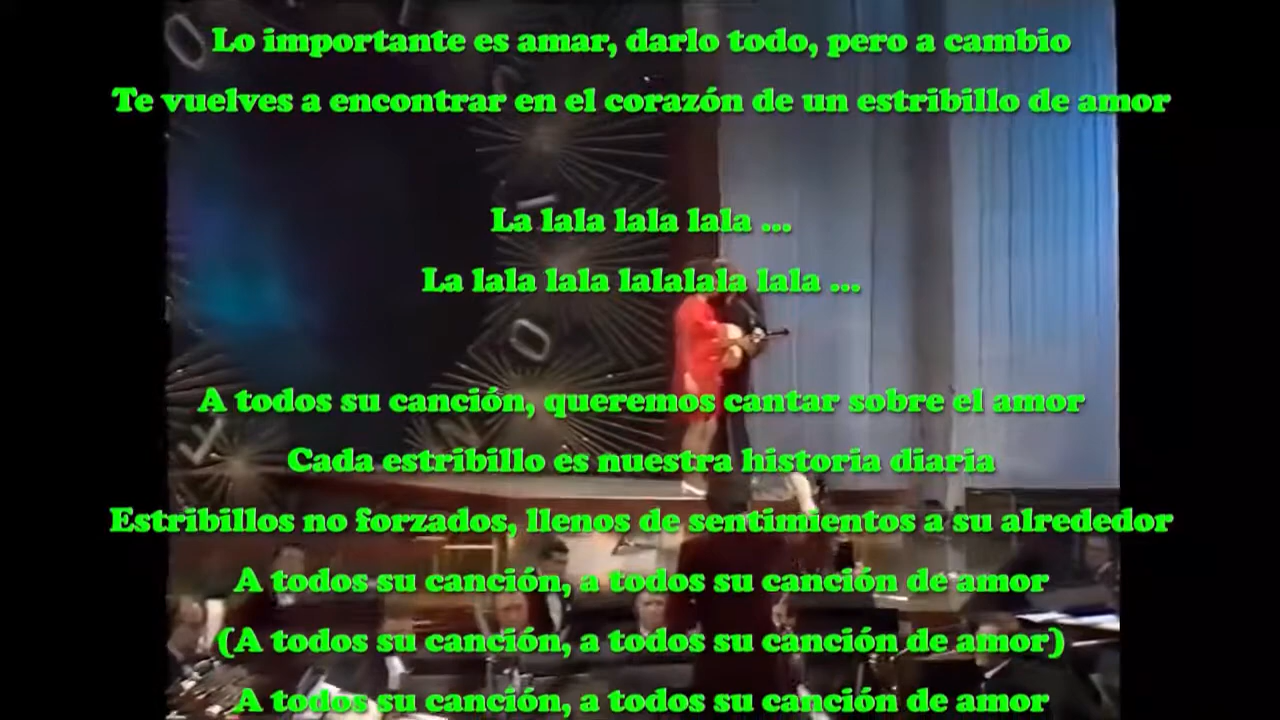 Lo importante es amar, darlo todo, pero a cambio
Te vuelves a encontrar en el corazón de un estribillo de amor
La lala lala lala ...
La lala lala lalalala lala ...
A todos su canción, queremos cantar sobre el amor
Cada estribillo es nuestra historia diaria
Estribillos no forzados, llenos de sentimientos a su alrededor
A todos su canción, a todos su canción de amor
(A todos su canción, a todos su canción de amor)
A todos su canción, a todos su canción de amor